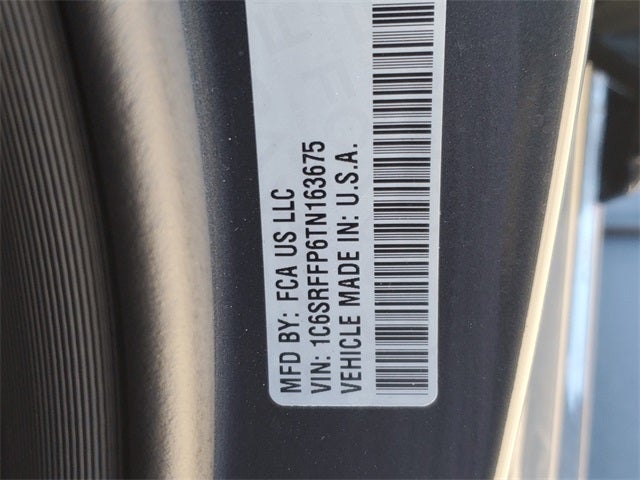 MFD BY: FCA US LLC
VIN: 1C6SRFFP6TN163675
VEHICLE MADE IN: U.S.A.